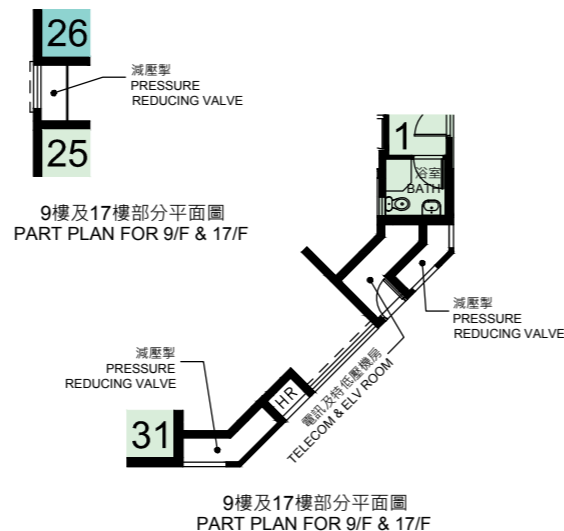 26
減壓掣
PRESSURE
REDUCING VALVE
25
9樓及17樓部分平面圖
PART PLAN FOR 9/F & 17/F
1
浴室
BATH
減壓掣
PRESSURE
REDUCING VALVE
減壓掣
PRESSURE
REDUCING VALVE
HR
電訊及特低壓機房
TELECOM & ELV ROOM
31
9樓及17樓部分平面圖
PART PLAN FOR 9/F & 17/F